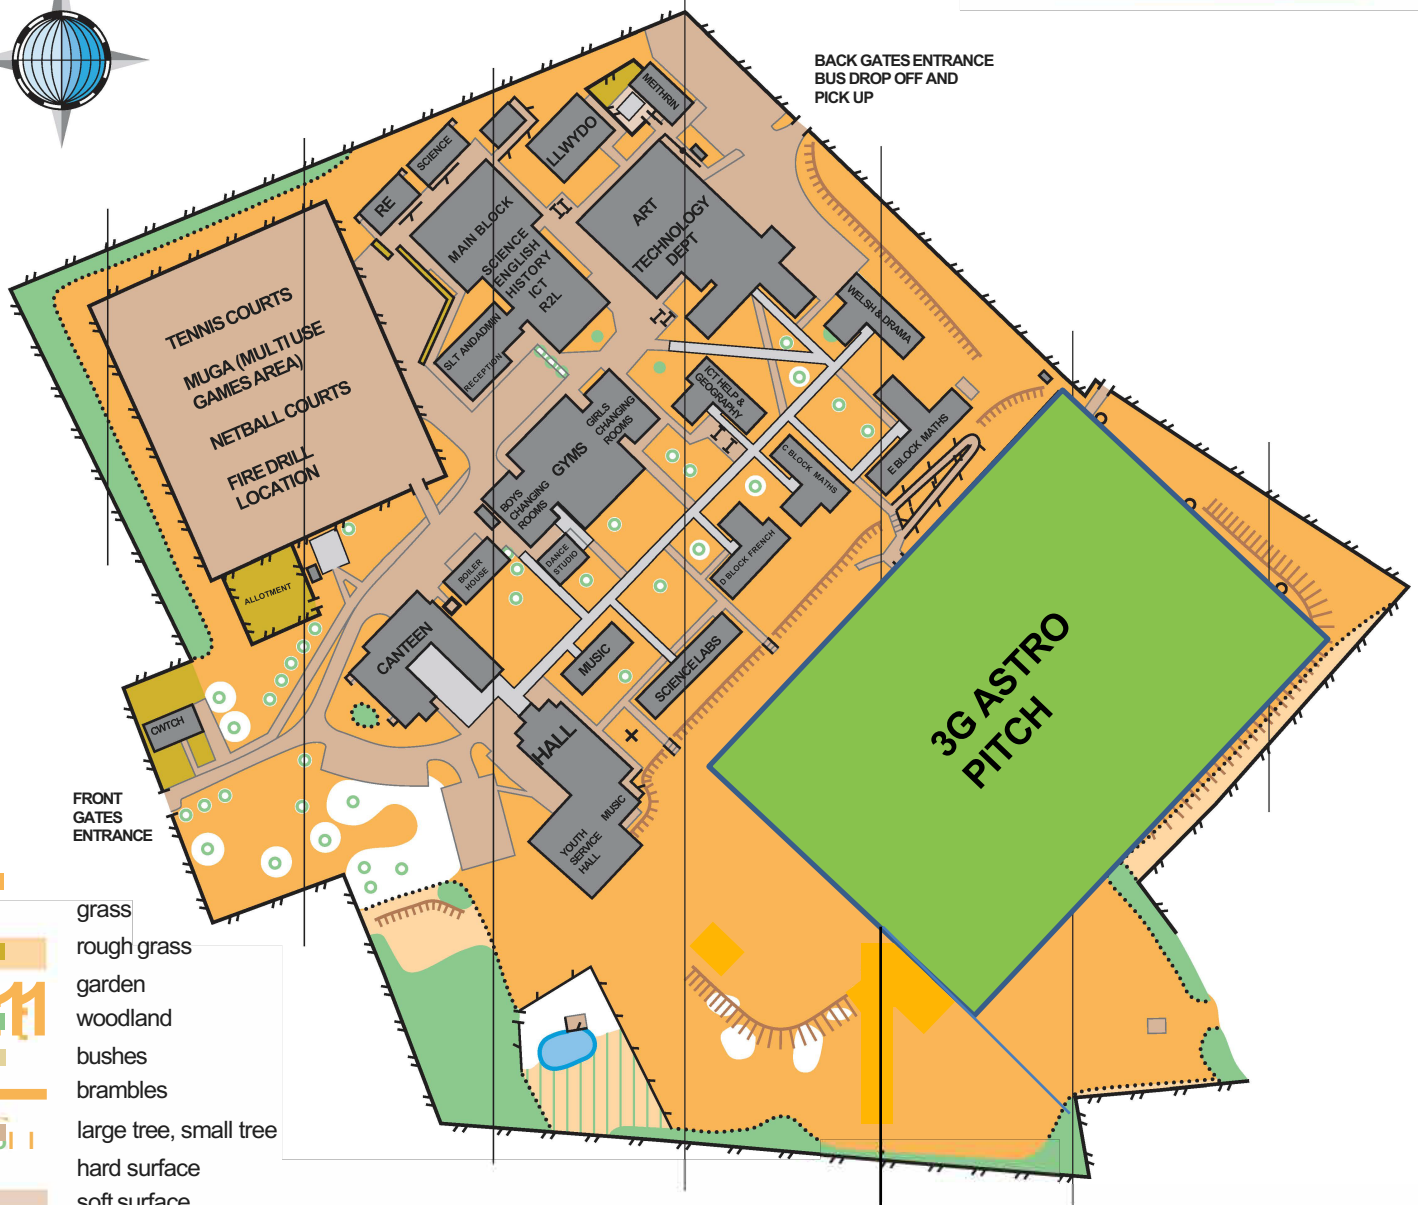 BACK GATES ENTRANCE
BUS DROP OFF AND
PICK UP
MEITHRIN
LLWYDO
SCIENCE
RE
MAIN BLOCK
SCIENCE
ENGLISH
HISTORY
ICT
R2L
ART
TECHNOLOGY
DEPT
WELSH & DRAMA
SLT ANDADMIN
RECEPTION
TENNIS COURTS
MUGA (MULTI USE
GAMES AREA)
NETBALL COURTS
FIRE DRILL
LOCATION
GIRLS
CHANGING
ROOMS
GYMS
BOYS
CHANGING
ROOMS
ICT HELP &
GEOGRAPHY
C BLOCK MATHS
E BLOCK MATHS
D BLOCK FRENCH
DANCE
STUDIO
BOILER
HOUSE
ALLOTMENT
CANTEEN
MUSIC
SCIENCE LABS
CWTCH
HALL
MUSIC
YOUTH
SERVICE
HALL
3G ASTRO
PITCH
FRONT
GATES
ENTRANCE
grass
rough grass
garden
woodland
bushes
brambles
large tree, small tree
hard surface
soft surface